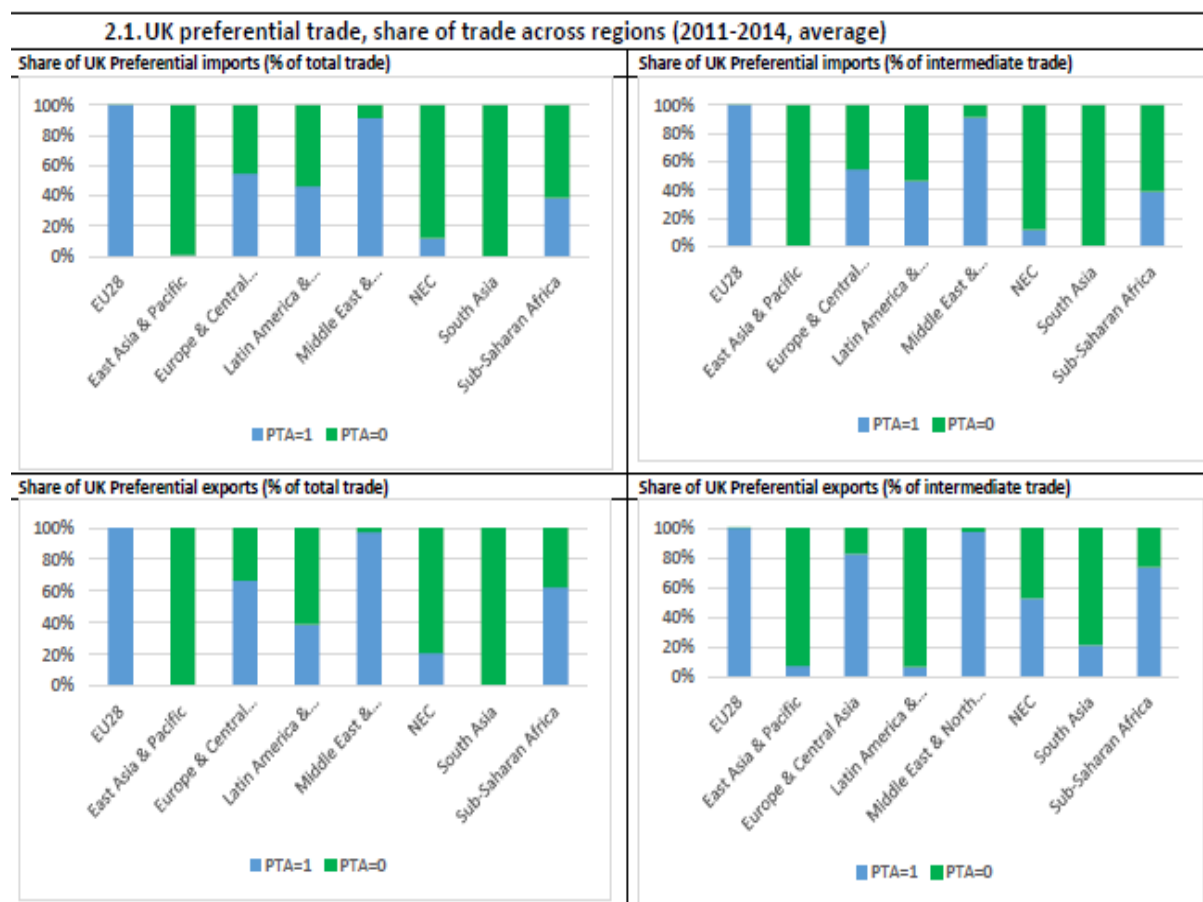 2.1. UK preferential trade, share of trade across regions (2011-2014, average)
Share of UK Preferential imports (% of total trade)
100%
80%
60%
40%
20%
0%
EU28
East Asia & Pacific
Europe & Central...
Latin America &...
Middle East &...
NEC
South Asia
Sub-Saharan Africa
PTA=1 PTA=0
Share of UK Preferential imports (% of intermediate trade)
100%
80%
60%
40%
20%
0%
EU28
East Asia & Pacific
Europe & Central...
Latin America &...
Middle East &...
NEC
South Asia
Sub-Saharan Africa
PTA=1 PTA=0
Share of UK Preferential exports (% of total trade)
100%
80%
60%
40%
20%
0%
EU28
East Asia & Pacific
Europe & Central...
Latin America &...
Middle East &...
NEC
South Asia
Sub-Saharan Africa
PTA=1 PTA=0
Share of UK Preferential exports (% of intermediate trade)
100%
80%
60%
40%
20%
0%
EU28
East Asia & Pacific
Europe & Central Asia
Latin America &...
Middle East & North...
NEC
South Asia
Sub-Saharan Africa
PTA=1 PTA=0